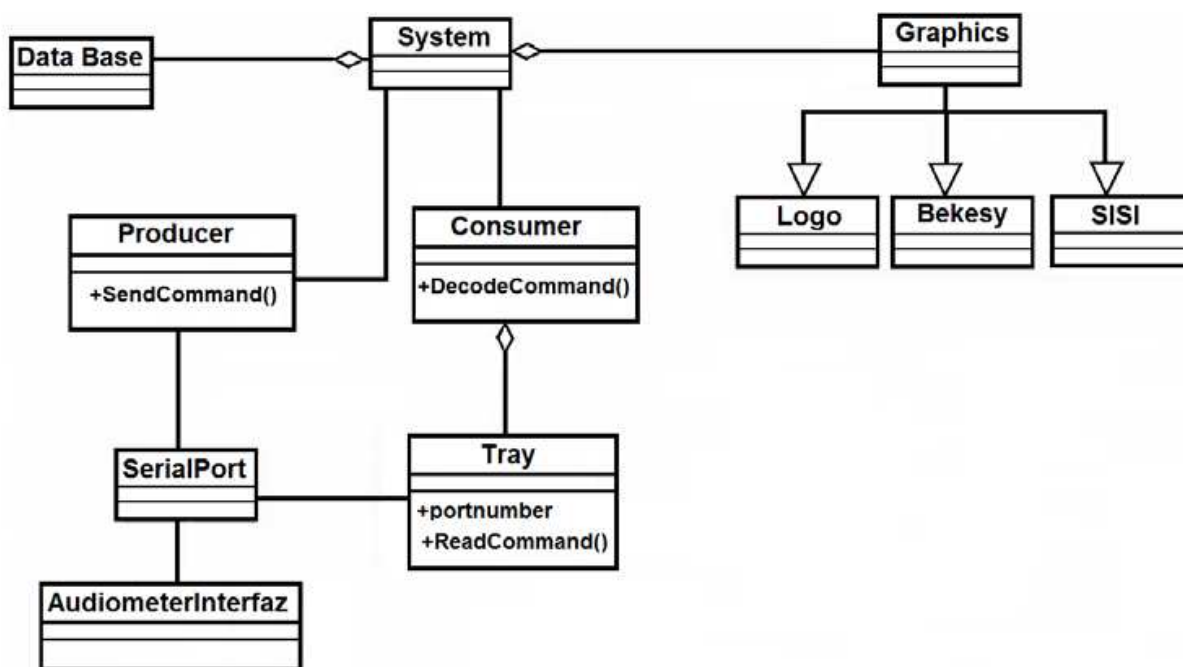 System
Data Base
Graphics
Logo
Bekesy
SISI
Producer
+SendCommand()
Consumer
+DecodeCommand()
SerialPort
Tray
+portnumber
+ReadCommand()
AudiometerInterfaz